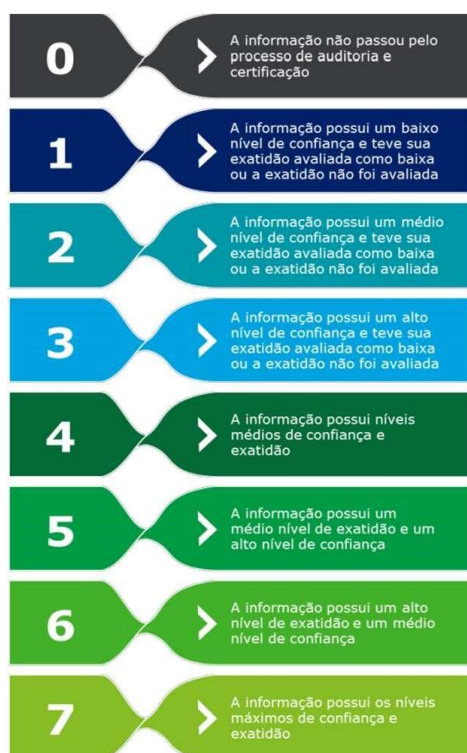 0
A informação não passou pelo
processo de auditoria e
certificação
1
A informação possui um baixo
nível de confiança e teve sua
exatidão avaliada como baixa
ou a exatidão não foi avaliada
2
A informação possui um médio
nível de confiança e teve sua
exatidão avaliada como baixa
ou a exatidão não foi avaliada
3
A informação possui um alto
nível de confiança e teve sua
exatidão avaliada como baixa
ou a exatidão não foi avaliada
4
A informação possui níveis
médios de confiança e
exatidão
5
A informação possui um
médio nível de exatidão e um
alto nível de confiança
6
A informação possui um alto
nível de exatidão e um médio
nível de confiança
7
A informação possui os níveis
máximos de confiança e
exatidão